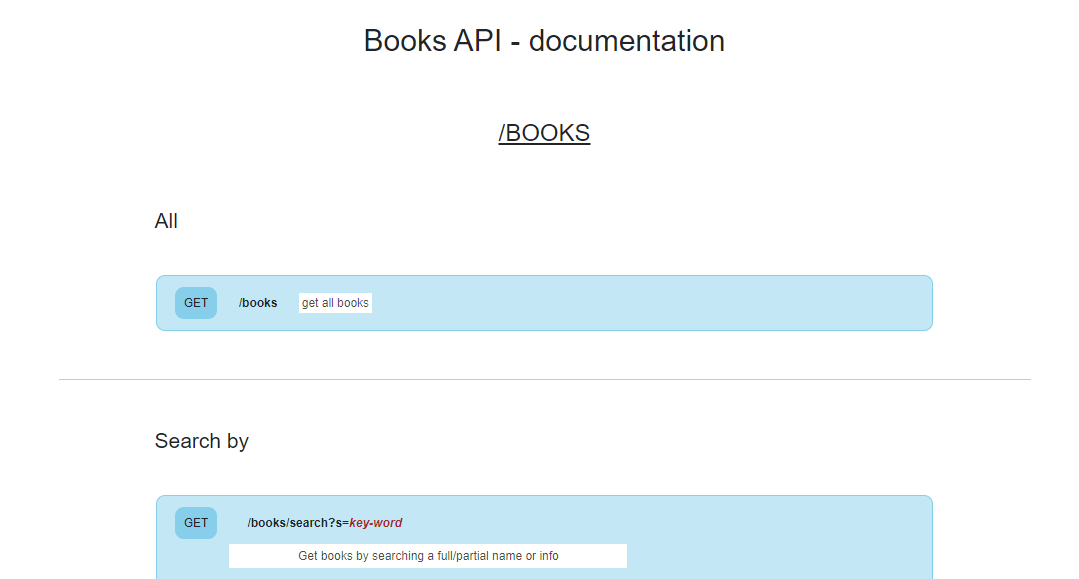 Books API - documentation
/BOOKS
All
GET /books get all books
Search by
GET /books/search?s=key-word
Get books by searching a full/partial name or info